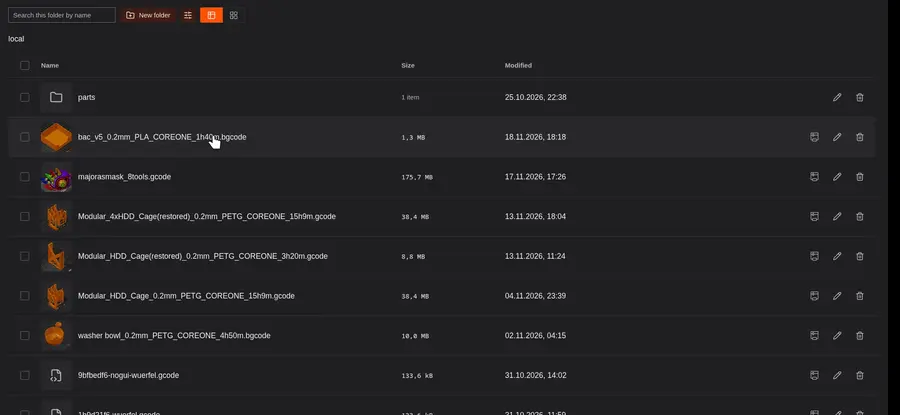 Search this folder by name New folder
local
Name Size Modified
parts 1 item 25.10.2026, 22:38
bac_v5_0.2mm_PLA_COREONE_1h40m.bgcode 1,3 MB 18.11.2026, 18:18
majorasmask_8tools.gcode 175,7 MB 17.11.2026, 17:26
Modular_4xHDD_Cage(restored)_0.2mm_PETG_COREONE_15h9m.gcode 38,4 MB 13.11.2026, 18:04
Modular_HDD_Cage(restored)_0.2mm_PETG_COREONE_3h20m.gcode 8,8 MB 13.11.2026, 11:24
Modular_HDD_Cage_0.2mm_PETG_COREONE_15h9m.gcode 38,4 MB 04.11.2026, 23:39
washer bowl_0.2mm_PETG_COREONE_4h50m.bgcode 10,0 MB 02.11.2026, 04:15
9bfbedf6-nogui-wuerfel.gcode 133,6 kB 31.10.2026, 14:02